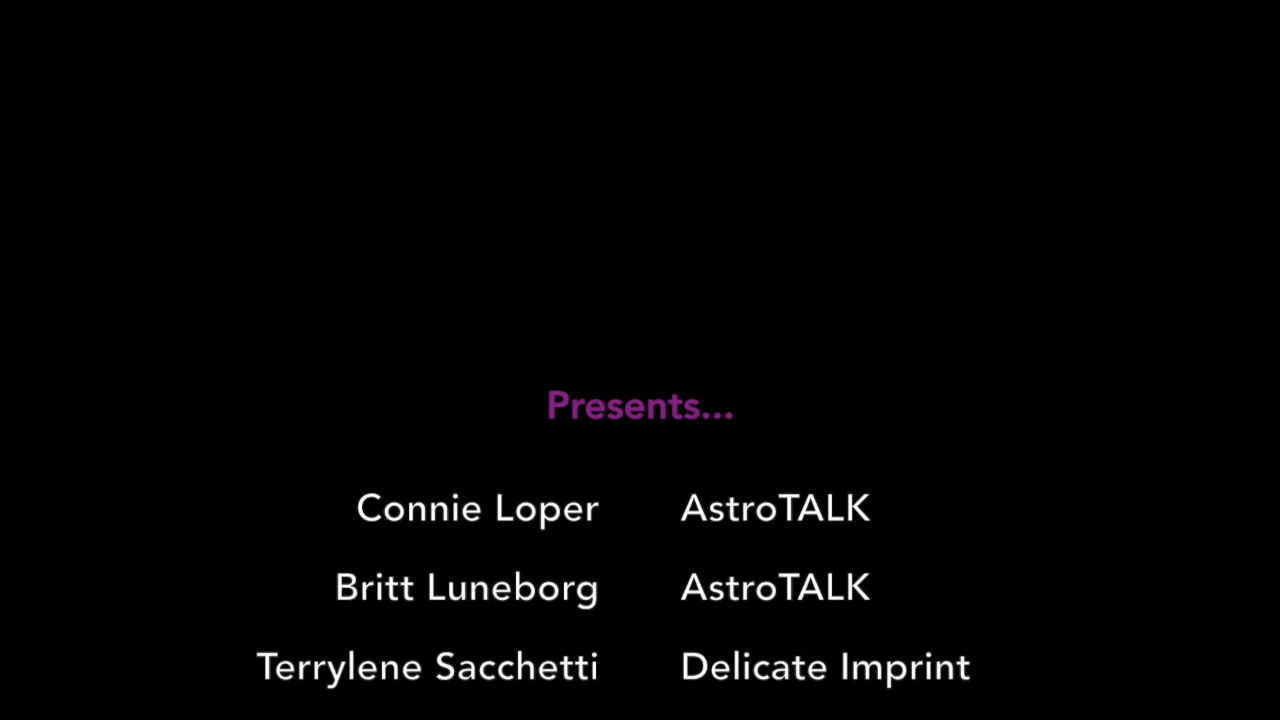 Presents...
Connie Loper AstroTALK
Britt Luneborg AstroTALK
Terrylene Sacchetti Delicate Imprint